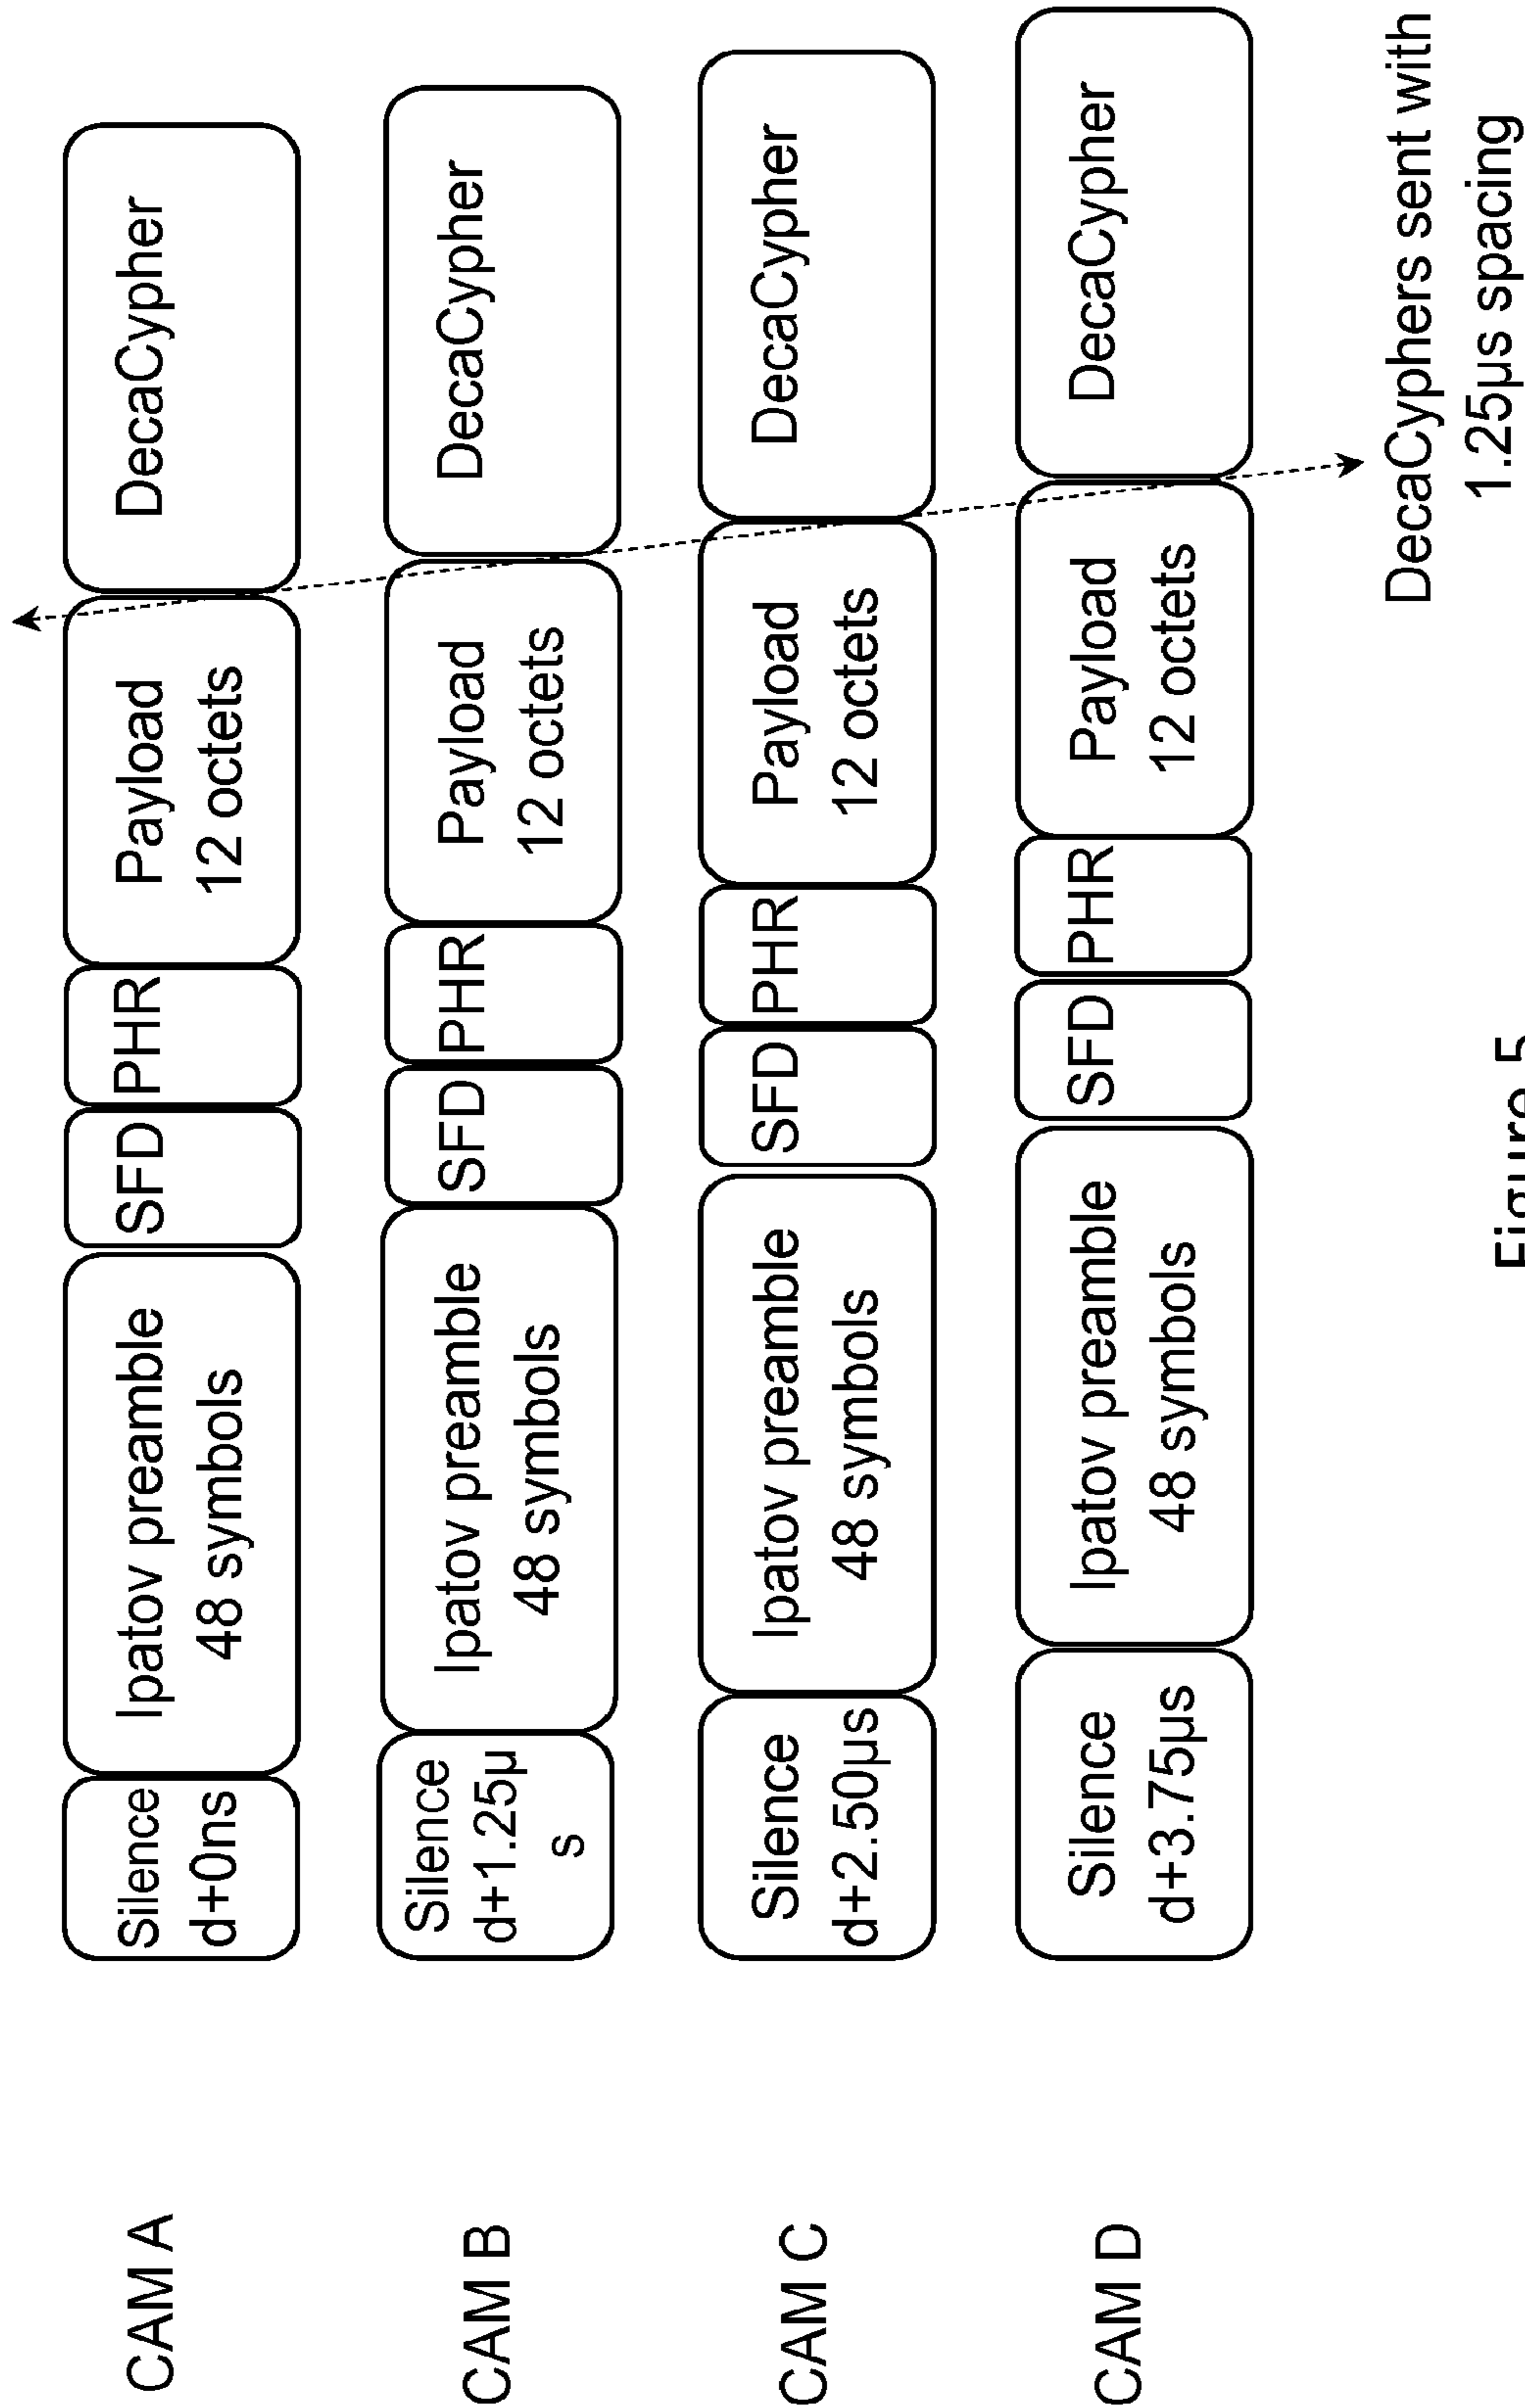 CAM A
Silence
d+0ns
Ipatov preamble
48 symbols
SFD
PHR
Payload
12 octets
DecaCypher
CAM B
Silence
d+1.25µ
s
Ipatov preamble
48 symbols
SFD
PHR
Payload
12 octets
DecaCypher
CAM C
Silence
d+2.50µs
Ipatov preamble
48 symbols
SFD
PHR
Payload
12 octets
DecaCypher
CAM D
Silence
d+3.75µs
Ipatov preamble
48 symbols
SFD
PHR
Payload
12 octets
DecaCypher
DecaCyphers sent with
1.25µs spacing
Figure 5